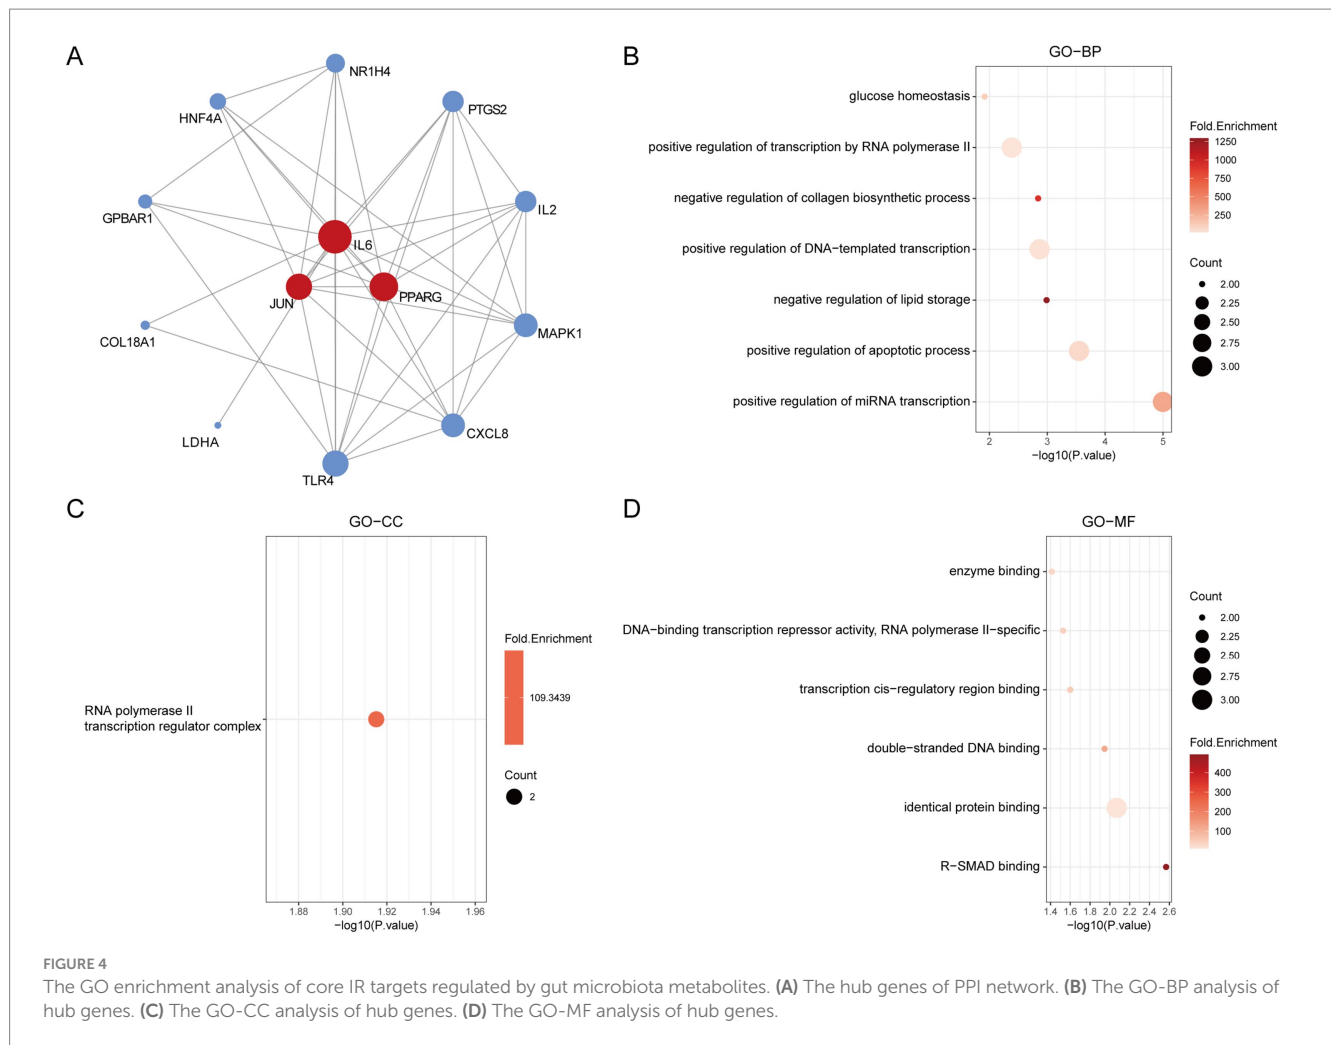 A
NR1H4
PTGS2
HNF4A
GPBAR1
IL2
IL6
JUN
PPARG
COL18A1
MAPK1
LDHA
CXCL8
TLR4
B
GO−BP
glucose homeostasis
positive regulation of transcription by RNA polymerase II
negative regulation of collagen biosynthetic process
positive regulation of DNA−templated transcription
negative regulation of lipid storage
positive regulation of apoptotic process
positive regulation of miRNA transcription
2 3 4 5
−log10(P.value)
Fold.Enrichment
1250
1000
750
500
250
Count
2.00
2.25
2.50
2.75
3.00
C
GO−CC
RNA polymerase II
transcription regulator complex
1.88 1.90 1.92 1.94 1.96
−log10(P.value)
Fold.Enrichment
109.3439
Count
2
D
GO−MF
enzyme binding
DNA−binding transcription repressor activity, RNA polymerase II−specific
transcription cis−regulatory region binding
double−stranded DNA binding
identical protein binding
R−SMAD binding
1.4 1.6 1.8 2.0 2.2 2.4 2.6
−log10(P.value)
Count
2.00
2.25
2.50
2.75
3.00
Fold.Enrichment
400
300
200
100
FIGURE 4
The GO enrichment analysis of core IR targets regulated by gut microbiota metabolites. (A) The hub genes of PPI network. (B) The GO-BP analysis of
hub genes. (C) The GO-CC analysis of hub genes. (D) The GO-MF analysis of hub genes.